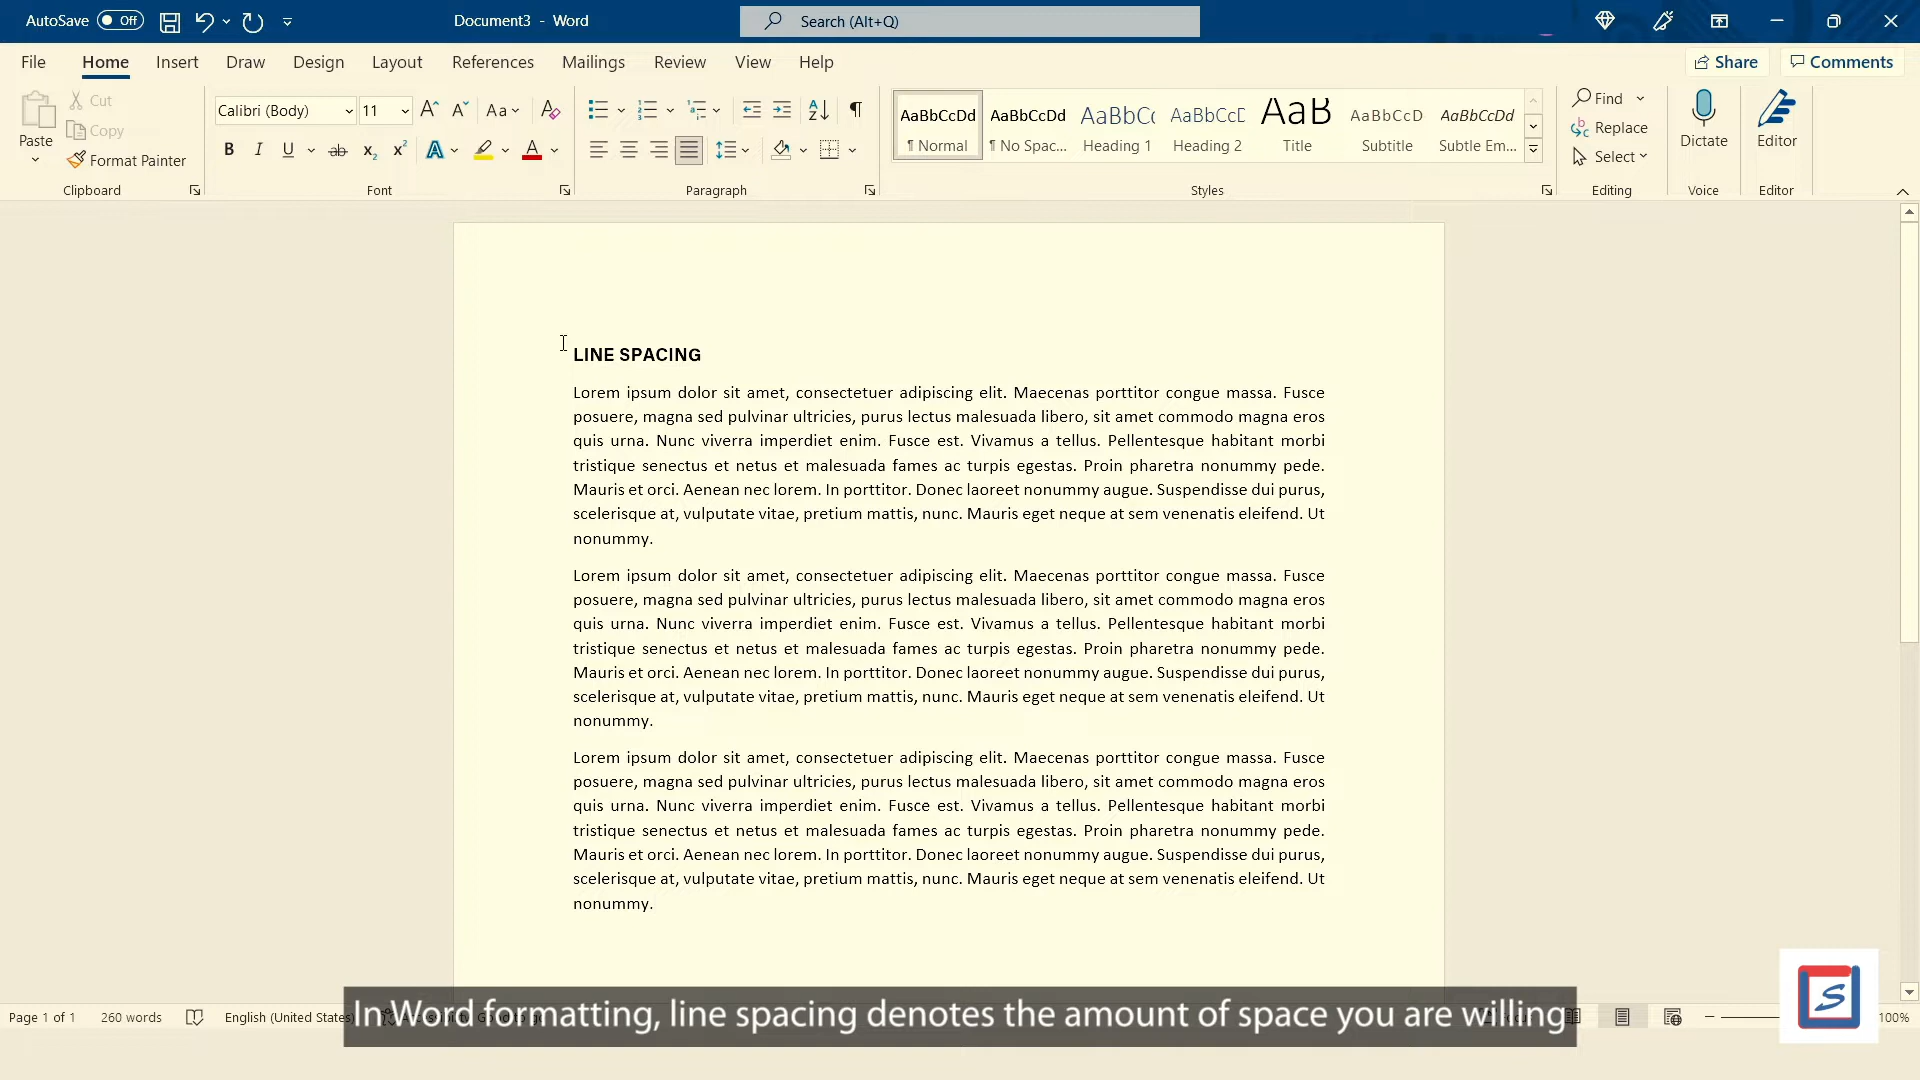 AutoSave Off Document3 - Word Search (Alt+Q)
File Home Insert Draw Design Layout References Mailings Review View Help Share Comments
Paste Cut Copy Format Painter
Calibri (Body) 11
Find Replace Select
Dictate
Editor
AaBbCcDd AaBbCcDd AaBbC( AaBbCcD AaB AaBbCcD AaBbCcDd
¶ Normal ¶ No Spac... Heading 1 Heading 2 Title Subtitle Subtle Em...
Clipboard Font Paragraph Styles Editing Voice Editor
LINE SPACING
Lorem ipsum dolor sit amet, consectetuer adipiscing elit. Maecenas porttitor congue massa. Fusce
posuere, magna sed pulvinar ultricies, purus lectus malesuada libero, sit amet commodo magna eros
quis urna. Nunc viverra imperdiet enim. Fusce est. Vivamus a tellus. Pellentesque habitant morbi
tristique senectus et netus et malesuada fames ac turpis egestas. Proin pharetra nonummy pede.
Mauris et orci. Aenean nec lorem. In porttitor. Donec laoreet nonummy augue. Suspendisse dui purus,
scelerisque at, vulputate vitae, pretium mattis, nunc. Mauris eget neque at sem venenatis eleifend. Ut
nonummy.
Lorem ipsum dolor sit amet, consectetuer adipiscing elit. Maecenas porttitor congue massa. Fusce
posuere, magna sed pulvinar ultricies, purus lectus malesuada libero, sit amet commodo magna eros
quis urna. Nunc viverra imperdiet enim. Fusce est. Vivamus a tellus. Pellentesque habitant morbi
tristique senectus et netus et malesuada fames ac turpis egestas. Proin pharetra nonummy pede.
Mauris et orci. Aenean nec lorem. In porttitor. Donec laoreet nonummy augue. Suspendisse dui purus,
scelerisque at, vulputate vitae, pretium mattis, nunc. Mauris eget neque at sem venenatis eleifend. Ut
nonummy.
Lorem ipsum dolor sit amet, consectetuer adipiscing elit. Maecenas porttitor congue massa. Fusce
posuere, magna sed pulvinar ultricies, purus lectus malesuada libero, sit amet commodo magna eros
quis urna. Nunc viverra imperdiet enim. Fusce est. Vivamus a tellus. Pellentesque habitant morbi
tristique senectus et netus et malesuada fames ac turpis egestas. Proin pharetra nonummy pede.
Mauris et orci. Aenean nec lorem. In porttitor. Donec laoreet nonummy augue. Suspendisse dui purus,
scelerisque at, vulputate vitae, pretium mattis, nunc. Mauris eget neque at sem venenatis eleifend. Ut
nonummy.
In Word formatting, line spacing denotes the amount of space you are willing
Page 1 of 1 260 words English (United States) 100%
S